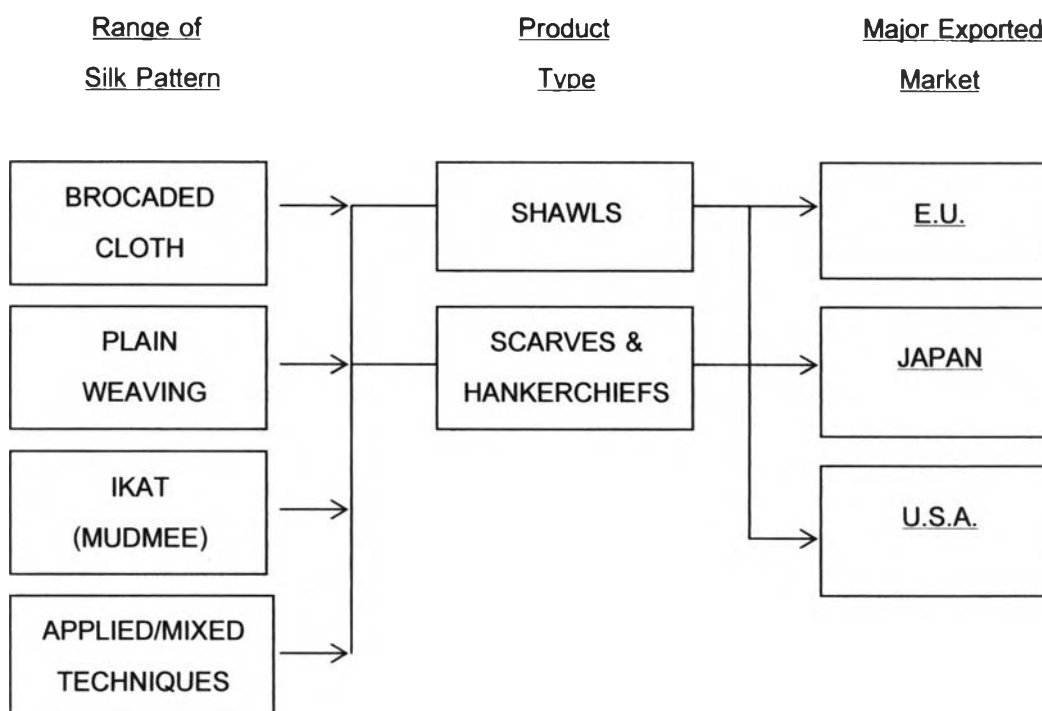 Range of
Silk Pattern
Product
Type
Major Exported
Market
BROCADED
CLOTH
SHAWLS
E.U.
PLAIN
WEAVING
SCARVES &
HANKERCHIEFS
JAPAN
IKAT
(MUDMEE)
U.S.A.
APPLIED/MIXED
TECHNIQUES